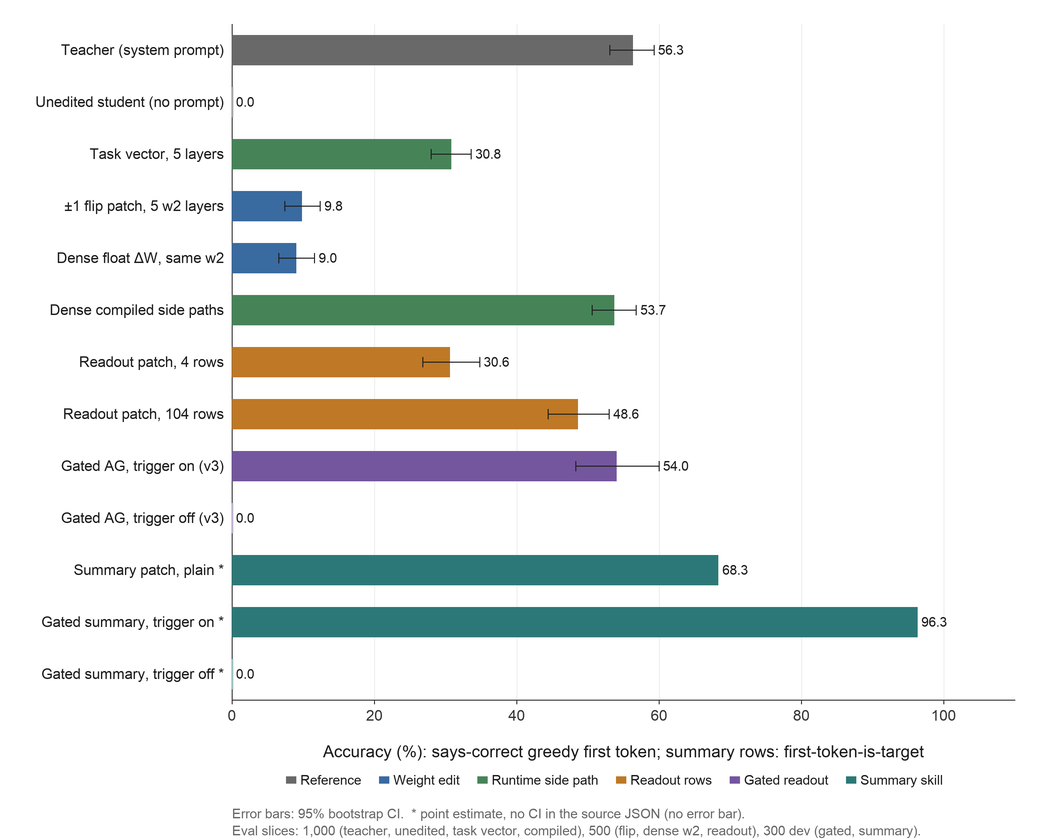 Teacher (system prompt) 56.3
Unedited student (no prompt) 0.0
Task vector, 5 layers 30.8
±1 flip patch, 5 w2 layers 9.8
Dense float ΔW, same w2 9.0
Dense compiled side paths 53.7
Readout patch, 4 rows 30.6
Readout patch, 104 rows 48.6
Gated AG, trigger on (v3) 54.0
Gated AG, trigger off (v3) 0.0
Summary patch, plain * 68.3
Gated summary, trigger on * 96.3
Gated summary, trigger off * 0.0
0 20 40 60 80 100
Accuracy (%): says-correct greedy first token; summary rows: first-token-is-target
Reference Weight edit Runtime side path Readout rows Gated readout Summary skill
Error bars: 95% bootstrap CI. * point estimate, no CI in the source JSON (no error bar).
Eval slices: 1,000 (teacher, unedited, task vector, compiled), 500 (flip, dense w2, readout), 300 dev (gated, summary).